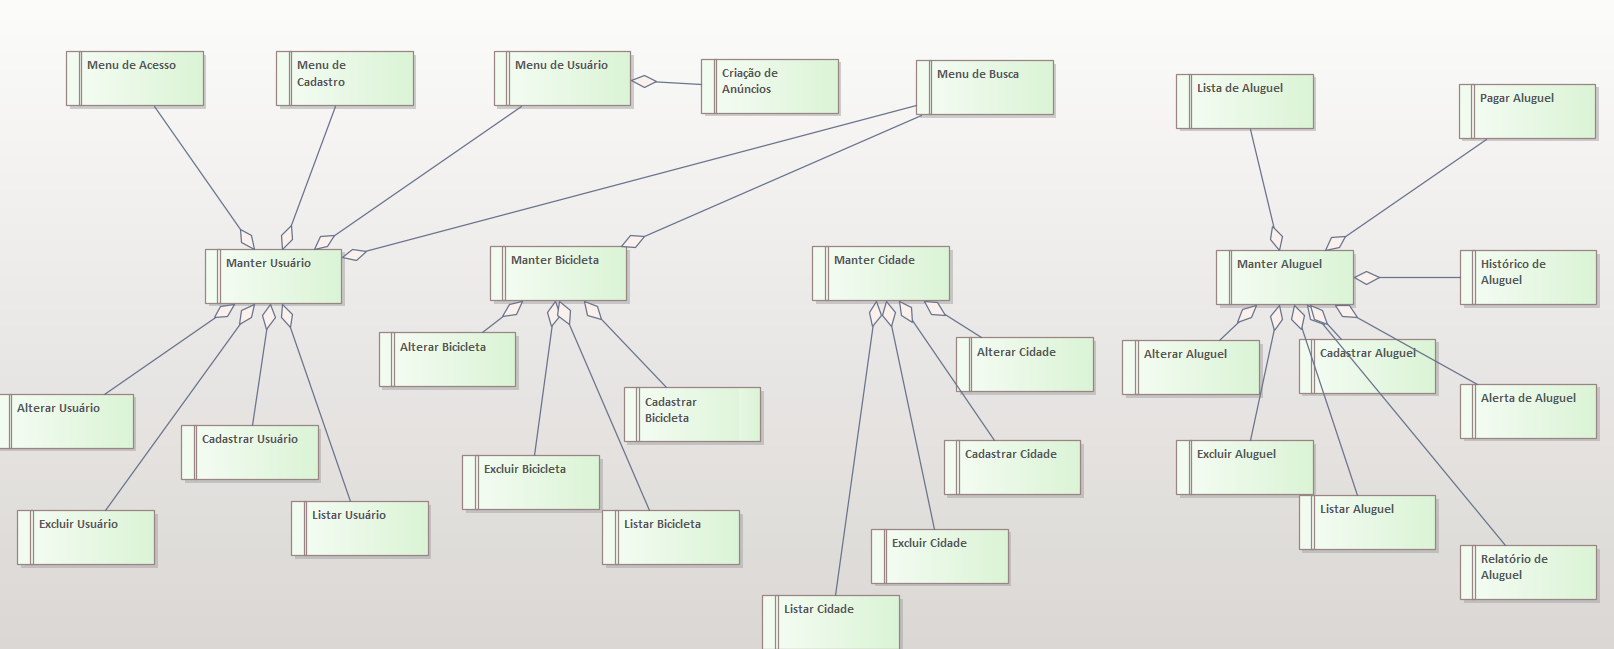 Menu de Acesso
Menu de
Cadastro
Menu de Usuário
Criação de
Anúncios
Menu de Busca
Lista de Aluguel
Pagar Aluguel
Manter Usuário
Manter Bicicleta
Manter Cidade
Manter Aluguel
Histórico de
Aluguel
Alterar Bicicleta
Alterar Cidade
Alterar Aluguel
Cadastrar Aluguel
Alterar Usuário
Cadastrar
Bicicleta
Alerta de Aluguel
Cadastrar Usuário
Excluir Bicicleta
Cadastrar Cidade
Excluir Aluguel
Excluir Usuário
Listar Usuário
Listar Bicicleta
Excluir Cidade
Listar Aluguel
Relatório de
Aluguel
Listar Cidade